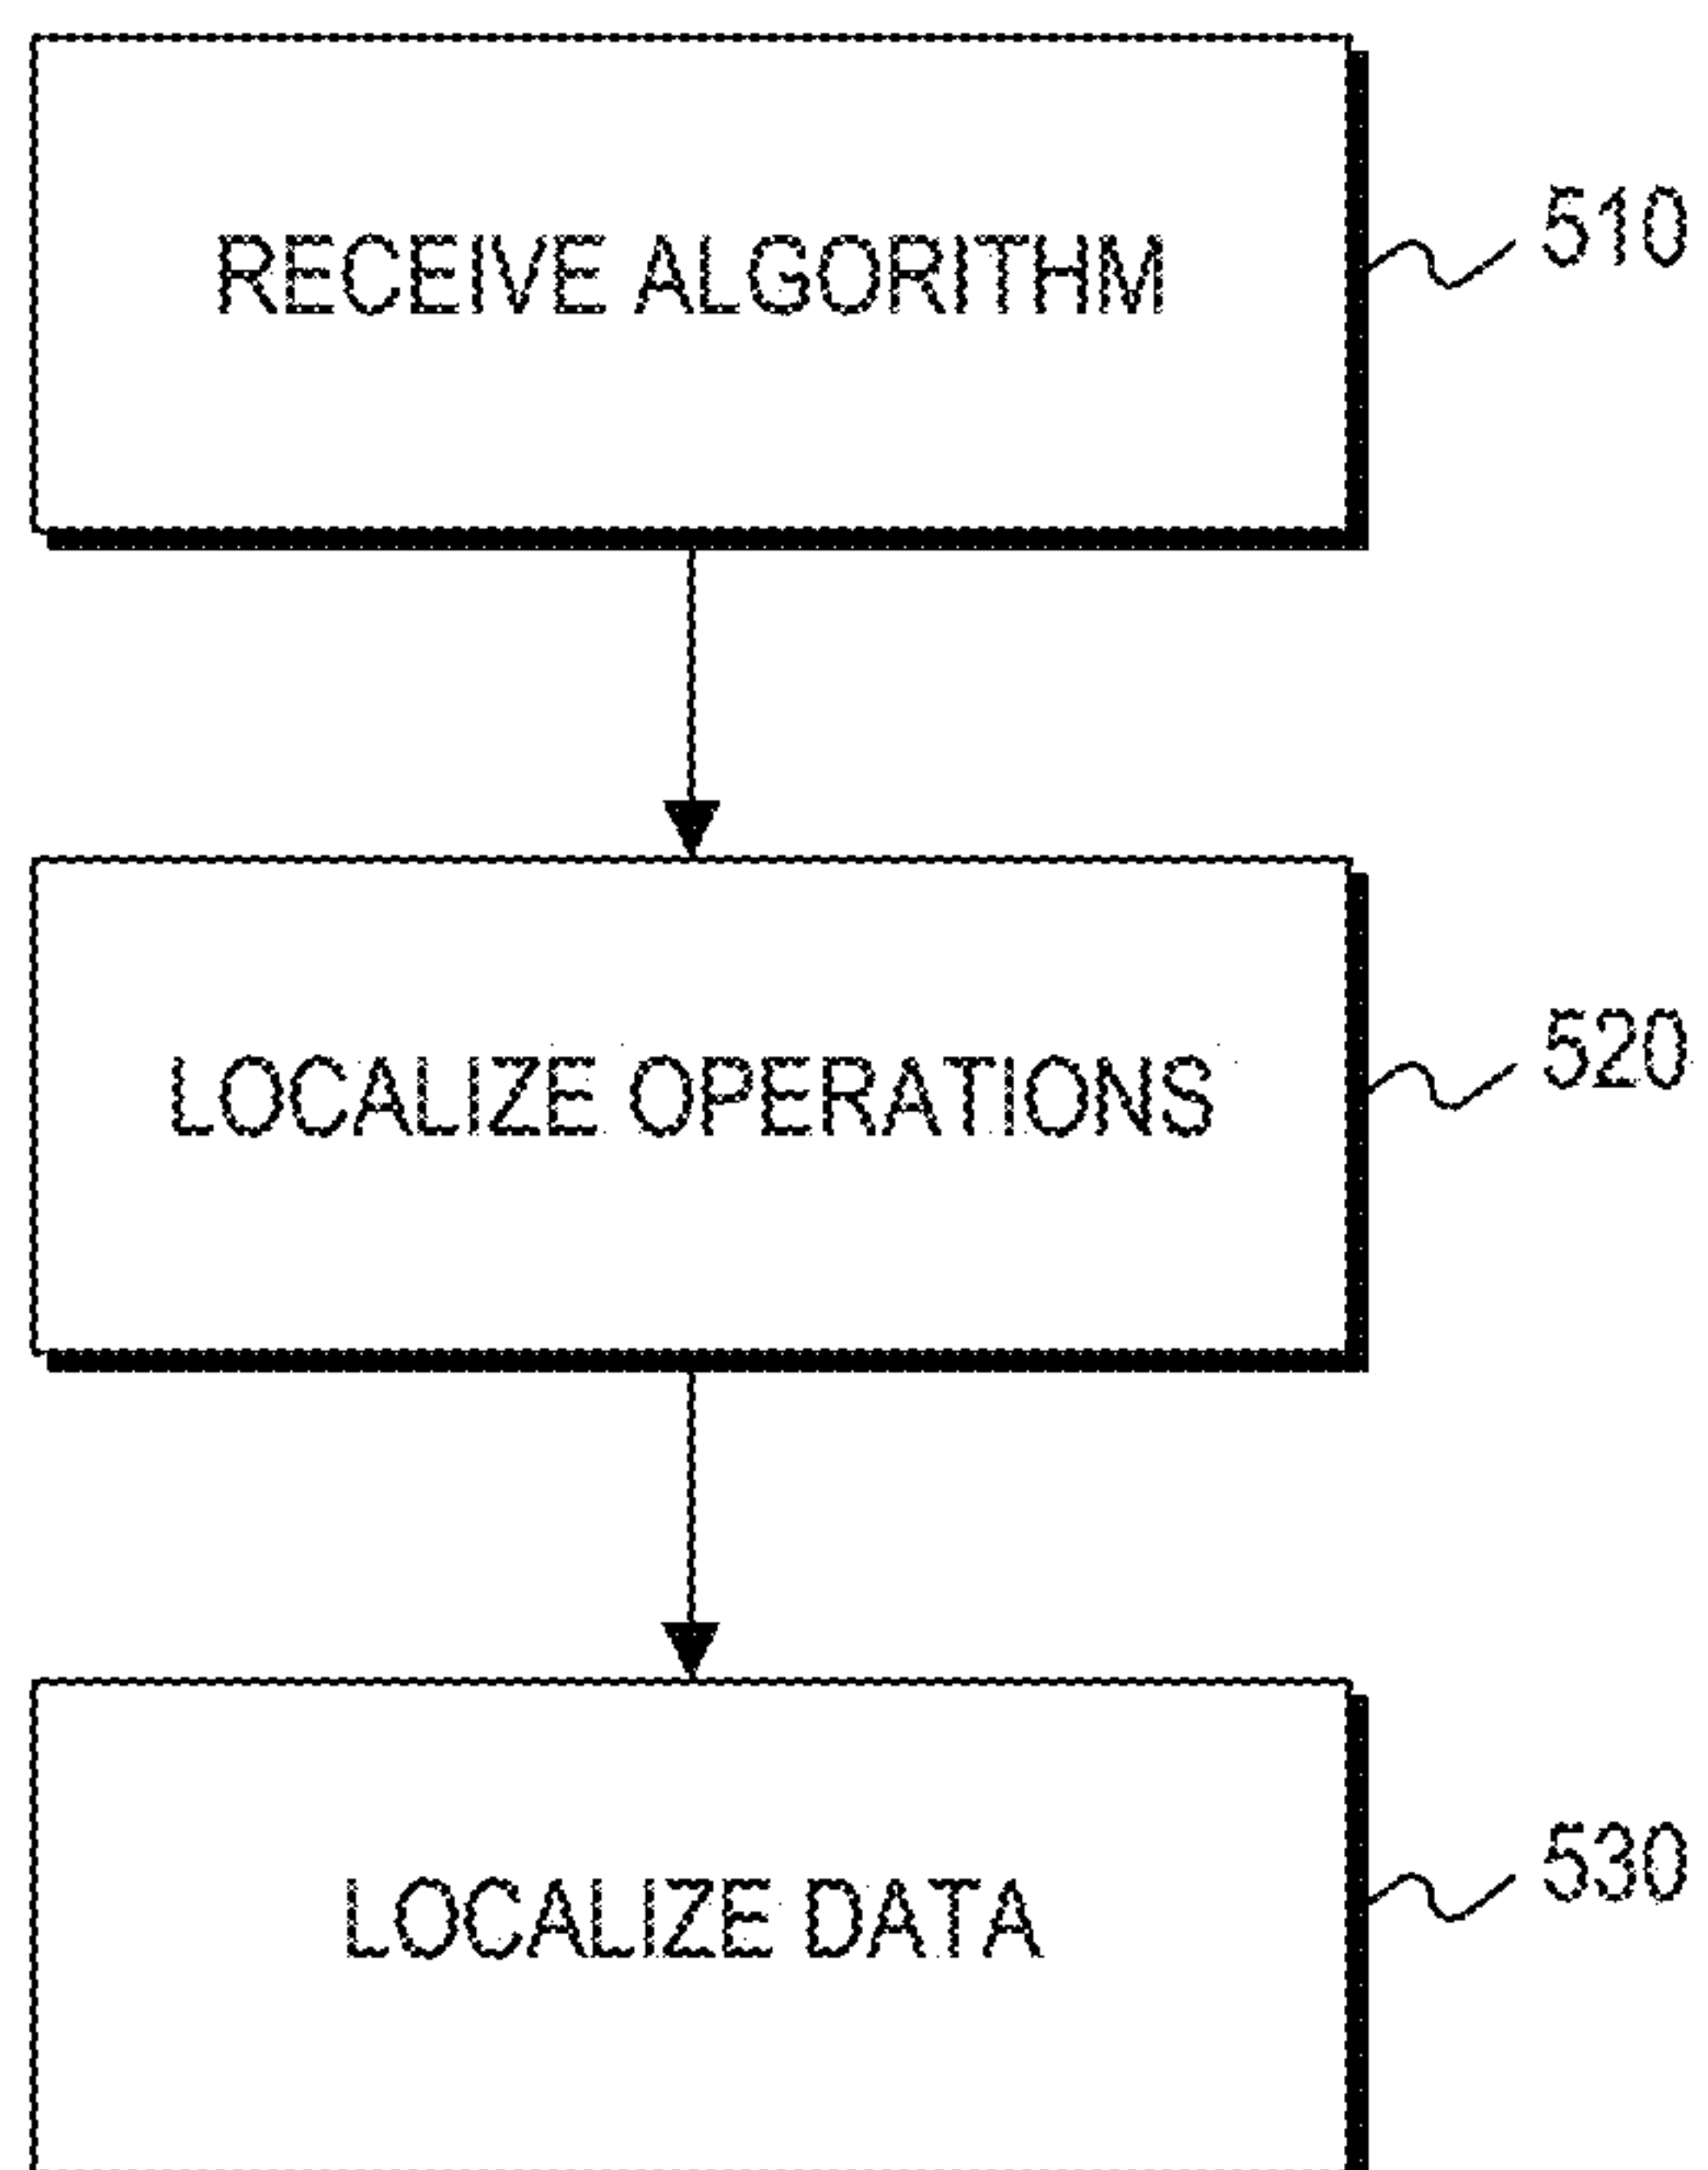 RECEIVE ALGORITHM
510
LOCALIZE OPERATIONS
520
LOCALIZE DATA
530